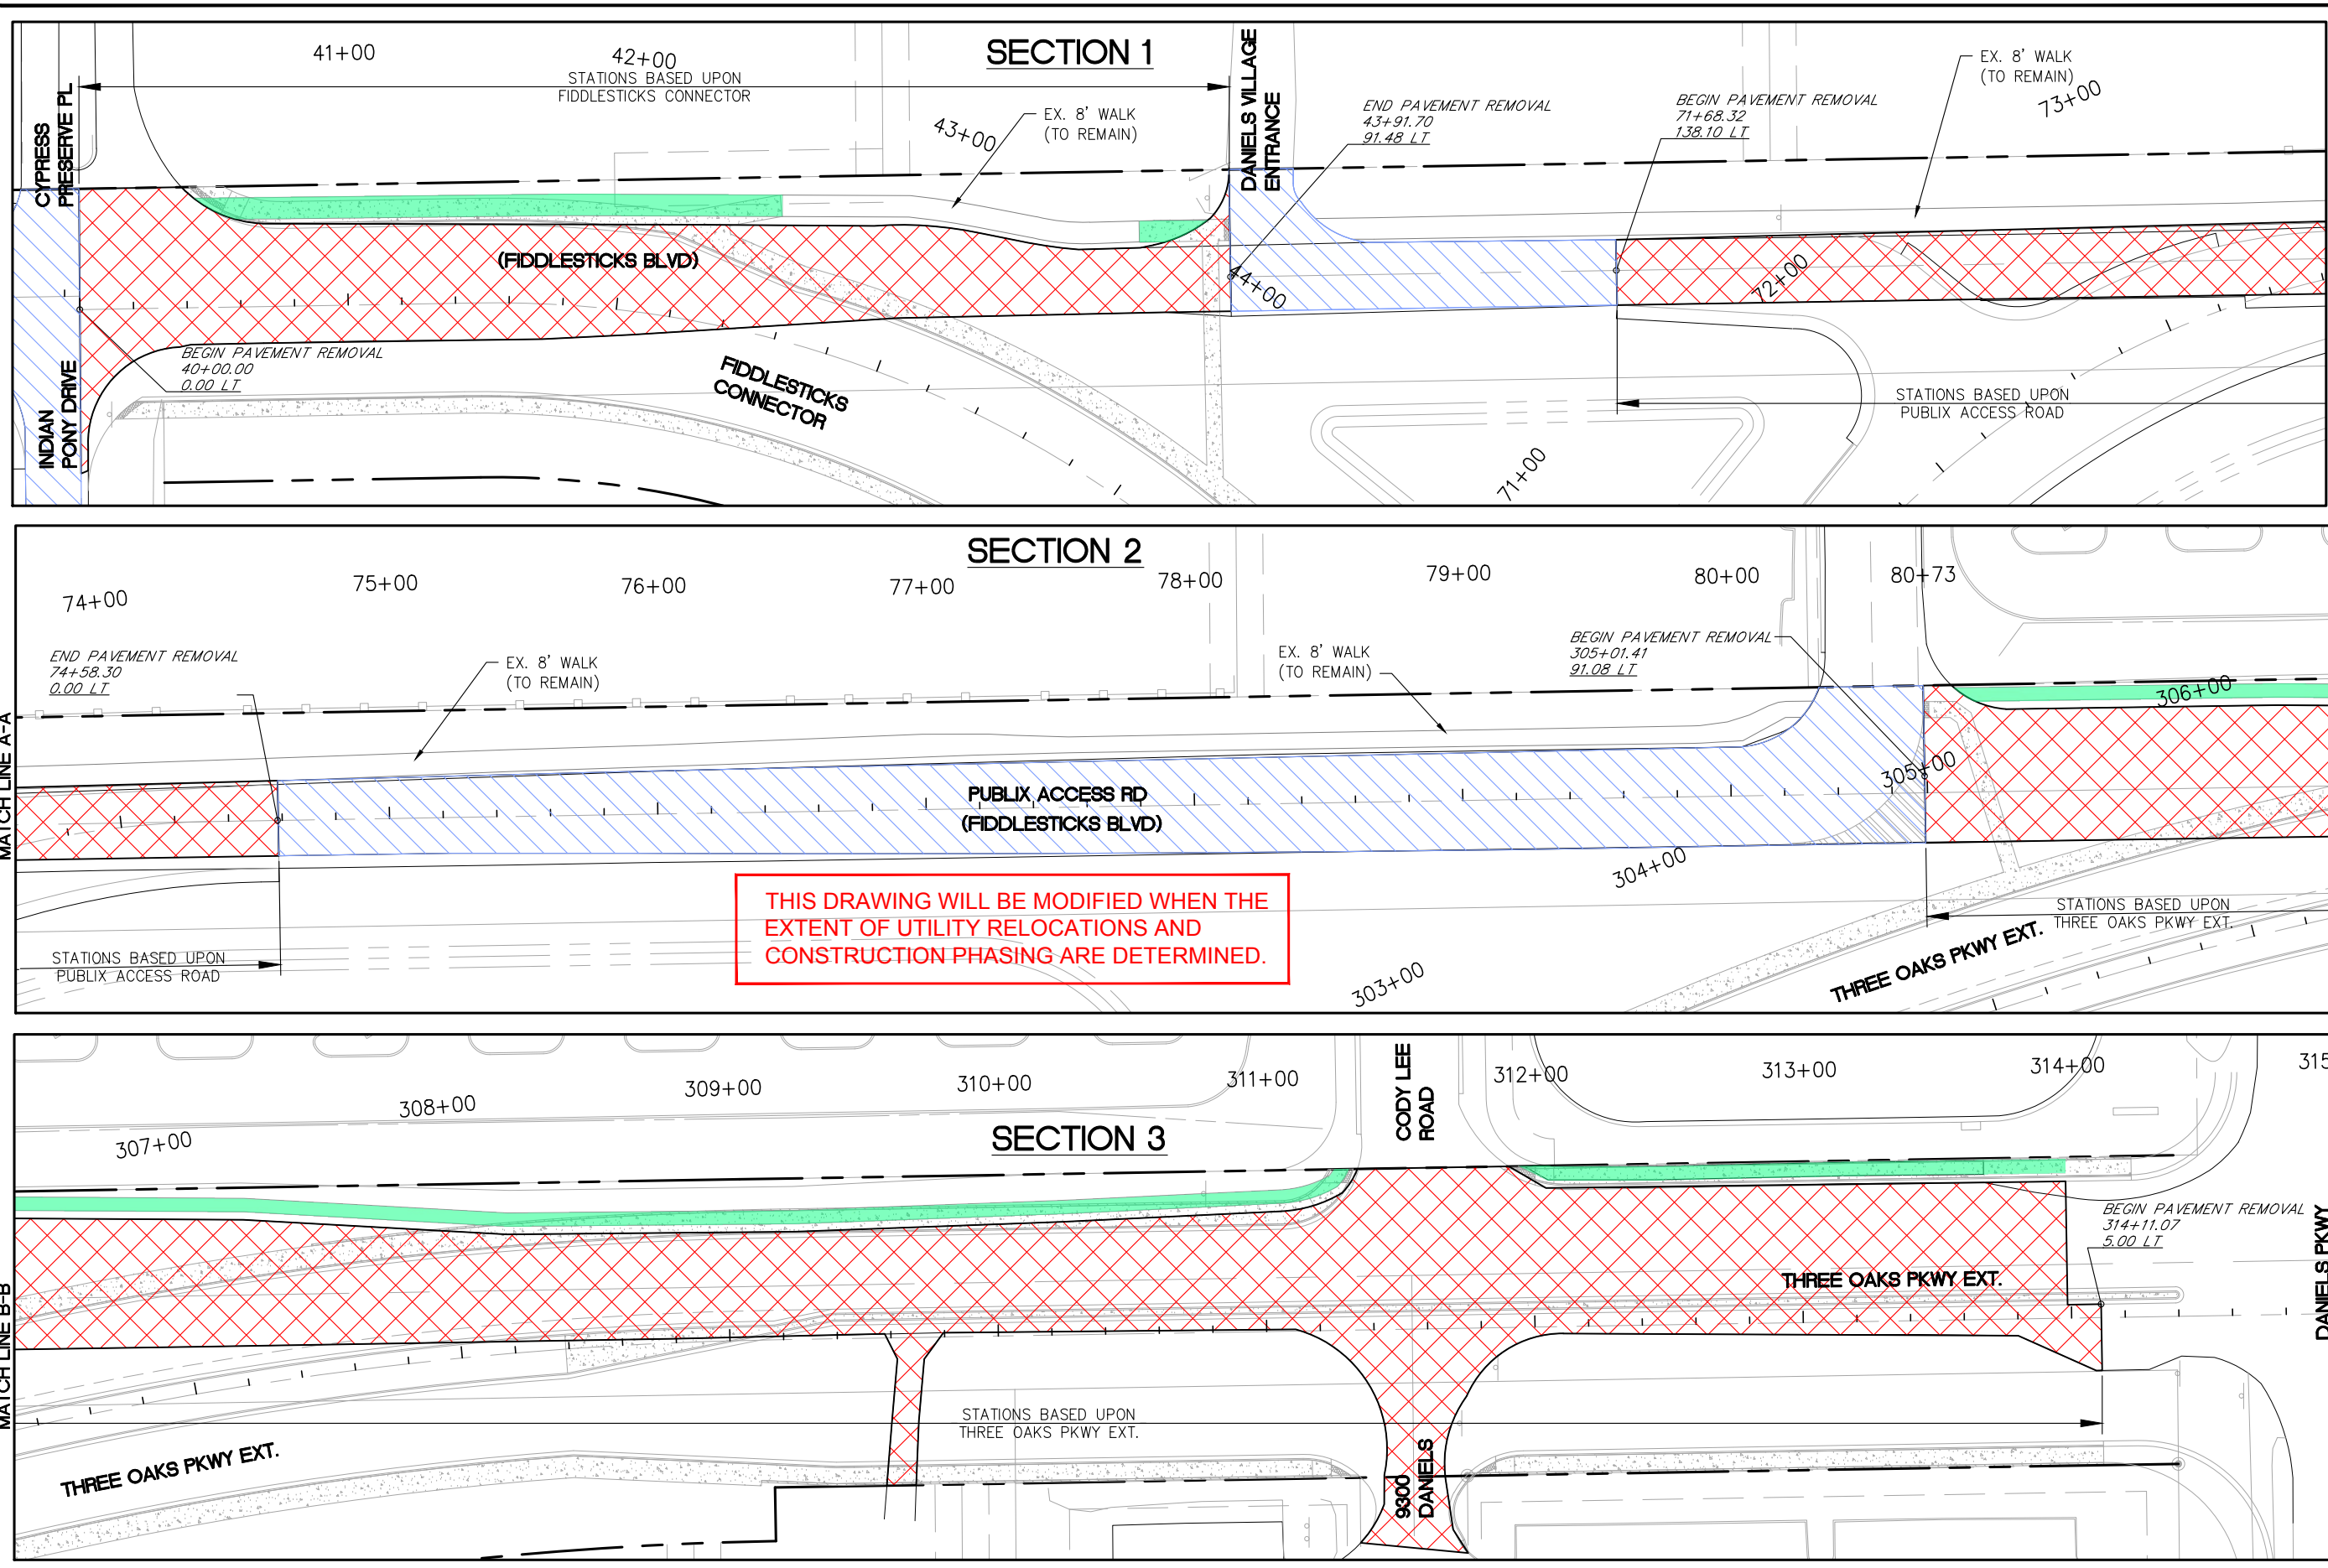 SECTION 1
41+00
42+00
STATIONS BASED UPON
FIDDLESTICKS CONNECTOR
43+00
EX. 8' WALK
(TO REMAIN)
CYPRESS
PRESERVE PL
DANIELS VILLAGE
ENTRANCE
END PAVEMENT REMOVAL
43+91.70
91.48 LT
BEGIN PAVEMENT REMOVAL
71+68.32
138.10 LT
EX. 8' WALK
(TO REMAIN)
73+00
(FIDDLESTICKS BLVD)
44+00
72+00
BEGIN PAVEMENT REMOVAL
40+00.00
0.00 LT
INDIAN
PONY DRIVE
FIDDLESTICKS
CONNECTOR
71+00
STATIONS BASED UPON
PUBLIX ACCESS ROAD
SECTION 2
74+00
75+00
76+00
77+00
78+00
79+00
80+00
80+73
END PAVEMENT REMOVAL
74+58.30
0.00 LT
EX. 8' WALK
(TO REMAIN)
EX. 8' WALK
(TO REMAIN)
BEGIN PAVEMENT REMOVAL
305+01.41
91.08 LT
306+00
MATCH LINE A-A
PUBLIX ACCESS RD
(FIDDLESTICKS BLVD)
305+00
304+00
THIS DRAWING WILL BE MODIFIED WHEN THE
EXTENT OF UTILITY RELOCATIONS AND
CONSTRUCTION PHASING ARE DETERMINED.
STATIONS BASED UPON
PUBLIX ACCESS ROAD
303+00
STATIONS BASED UPON
THREE OAKS PKWY EXT.
THREE OAKS PKWY EXT.
SECTION 3
307+00
308+00
309+00
310+00
311+00
CODY LEE
ROAD
312+00
313+00
314+00
315
BEGIN PAVEMENT REMOVAL
314+11.07
5.00 LT
DANIELS PKWY
THREE OAKS PKWY EXT.
MATCH LINE B-B
STATIONS BASED UPON
THREE OAKS PKWY EXT.
THREE OAKS PKWY EXT.
9300
DANIELS